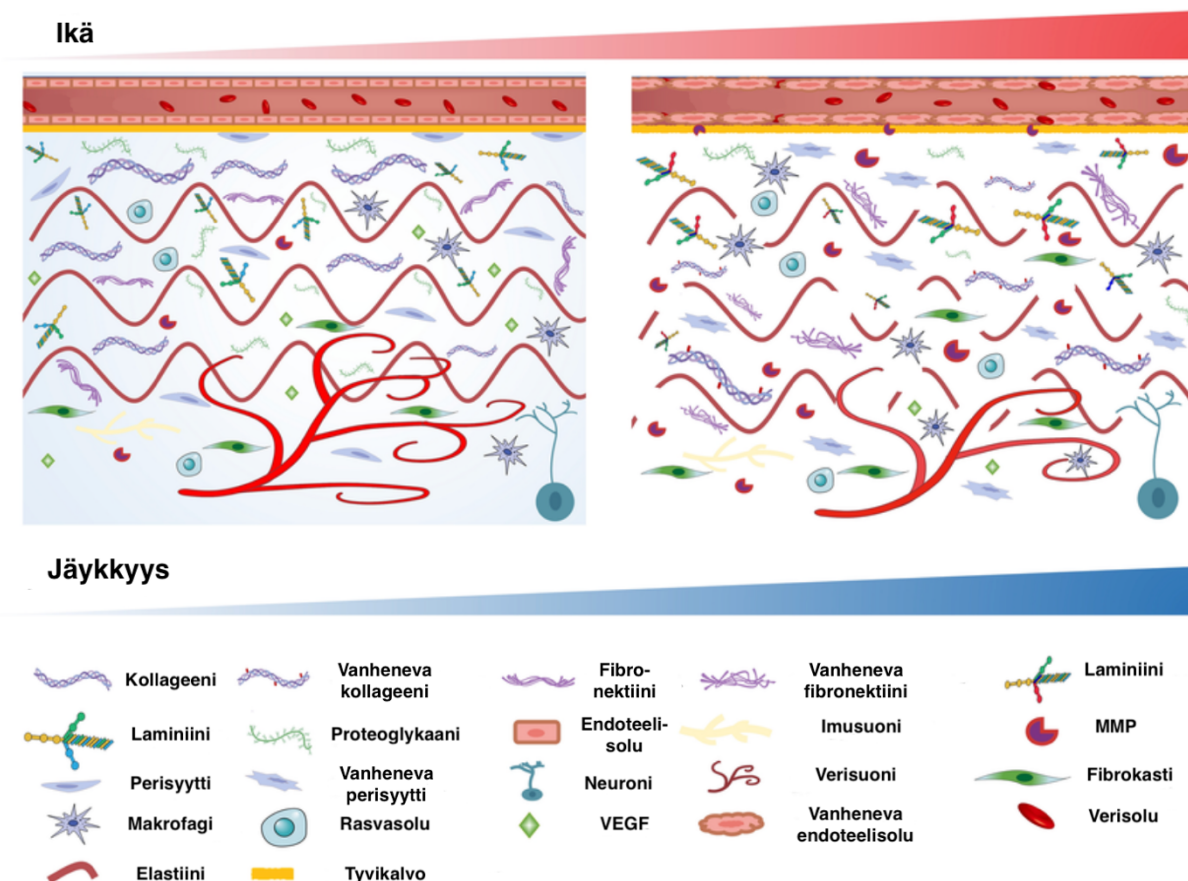 Ikä
Jäykkyys
Kollageeni
Vanheneva
kollageeni
Fibro-
nektiini
Vanheneva
fibronektiini
Laminiini
Laminiini
Proteoglykaani
Endoteeli-
solu
Imusuoni
MMP
Perisyytti
Vanheneva
perisyytti
Neuroni
Verisuoni
Fibrokasti
Makrofagi
Rasvasolu
VEGF
Vanheneva
endoteelisolu
Verisolu
Elastiini
Tyvikalvo